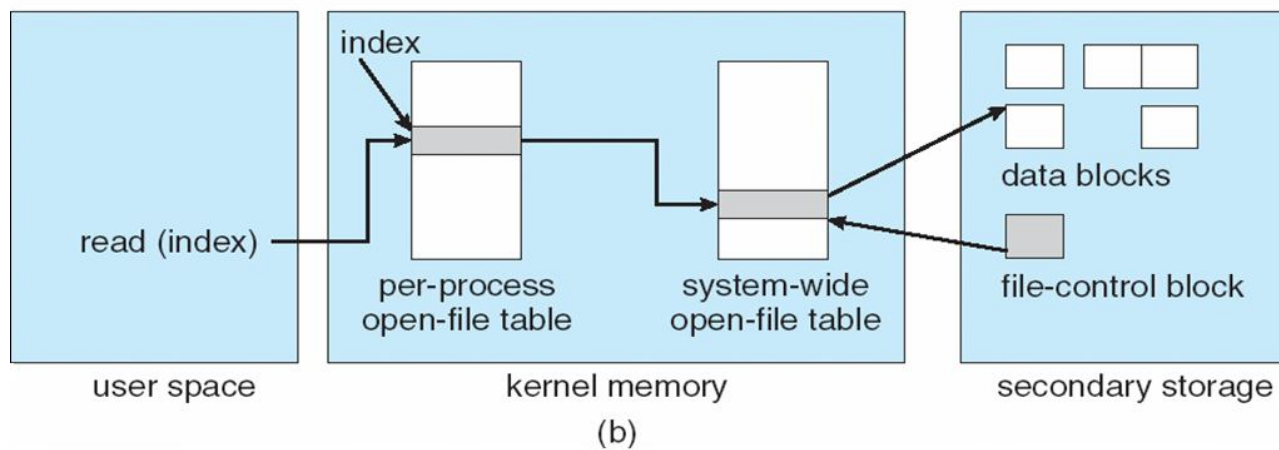 index
read (index)
per-process
open-file table
system-wide
open-file table
data blocks
file-control block
user space
kernel memory
secondary storage
(b)